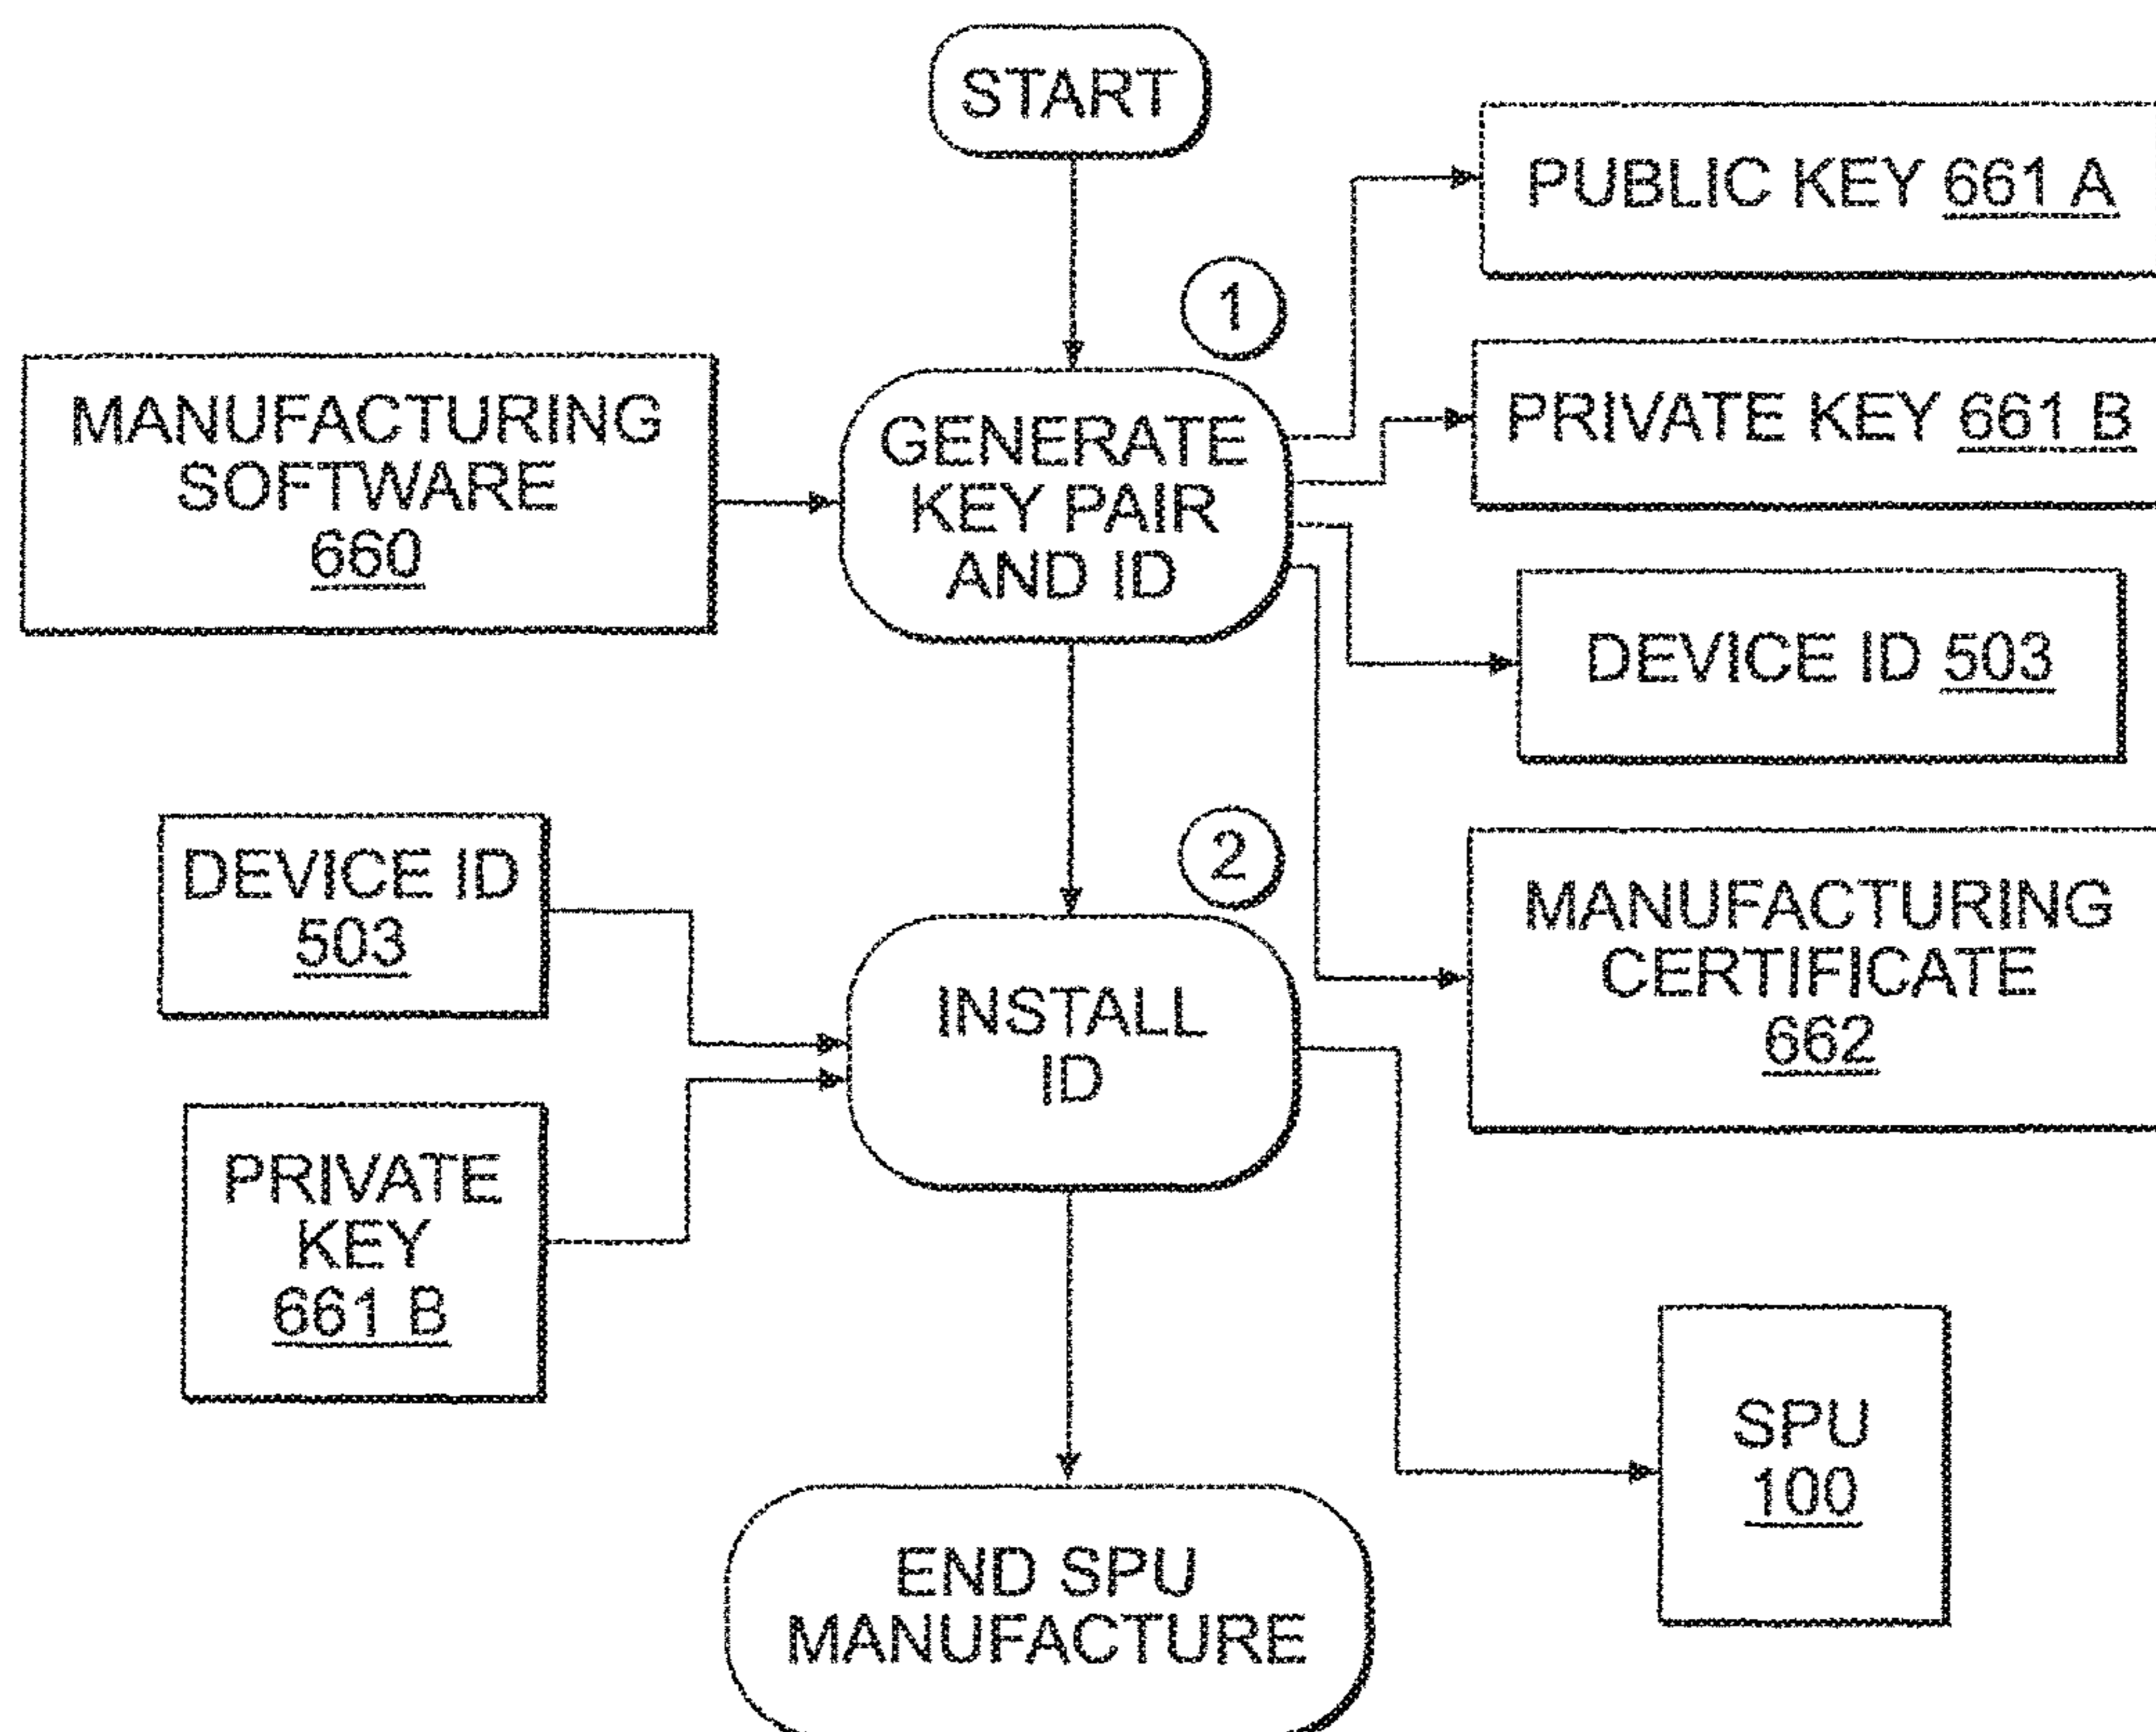 START
PUBLIC KEY 661 A
1
PRIVATE KEY 661 B
MANUFACTURING
SOFTWARE
660
GENERATE
KEY PAIR
AND ID
DEVICE ID 503
2
DEVICE ID
503
MANUFACTURING
CERTIFICATE
662
INSTALL
ID
PRIVATE
KEY
661 B
SPU
100
END SPU
MANUFACTURE